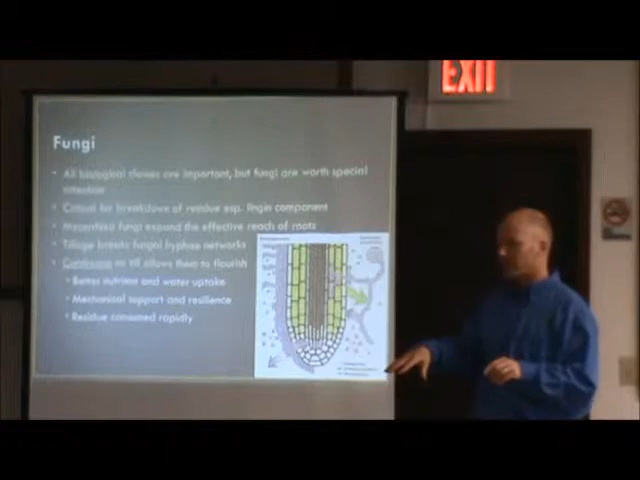 EXIT
Fungi
• All biological classes are important, but fungi are worth special
attention
• Critical for breakdown of residue esp. lingin component
• Mycorrhiza fungi expand the effective reach of roots
• Tillage breaks fungal hyphae networks
• Continuous no till allows them to flourish
• Better nutrient and water uptake
• Mechanical support and resilience
• Residue consumed rapidly